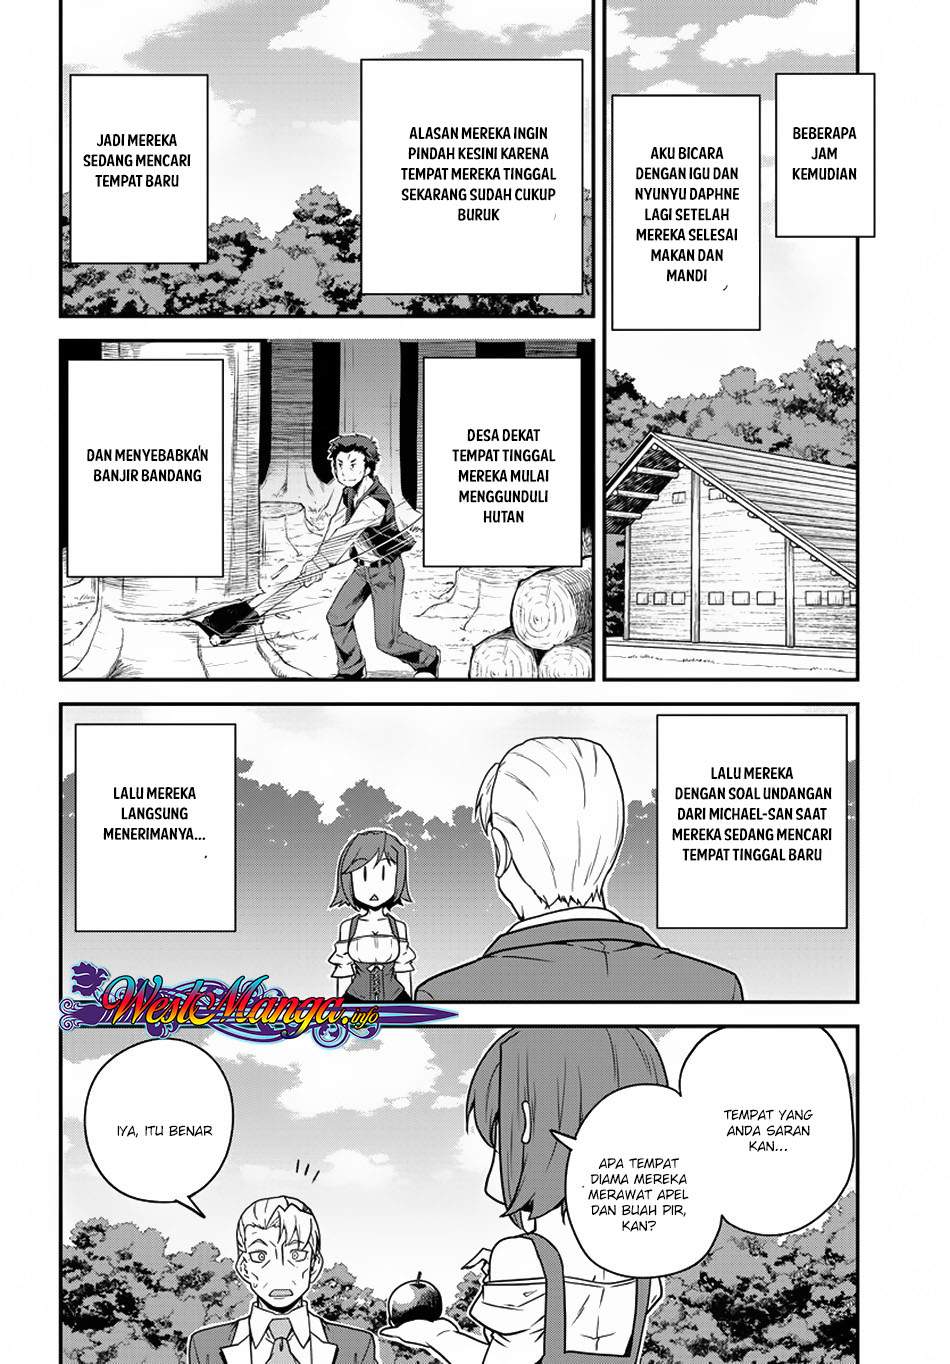 BEBERAPA
JAM
KEMUDIAN
AKU BICARA
DENGAN IGU DAN
NYUNYU DAPHNE
LAGI SETELAH
MEREKA SELESAI
MAKAN DAN
MANDI
ALASAN MEREKA INGIN
PINDAH KESINI KARENA
TEMPAT MEREKA TINGGAL
SEKARANG SUDAH CUKUP
BURUK
JADI MEREKA
SEDANG MENCARI
TEMPAT BARU
DESA DEKAT
TEMPAT TINGGAL
MEREKA MULAI
MENGGUNDULI
HUTAN
DAN MENYEBABKA'N
BANJIR BANDANG
LALU MEREKA
DENGAN SOAL UNDANGAN
DARI MICHAEL-SAN SAAT
MEREKA SEDANG MENCARI
TEMPAT TINGGAL BARU
LALU MEREKA
LANGSUNG
MENERIMANYA...
WestManga.info
TEMPAT YANG
ANDA SARAN
KAN...
APA TEMPAT
DIAMA MEREKA
MERAWAT APEL
DAN BUAH PIR,
KAN?
IYA, ITU BENAR